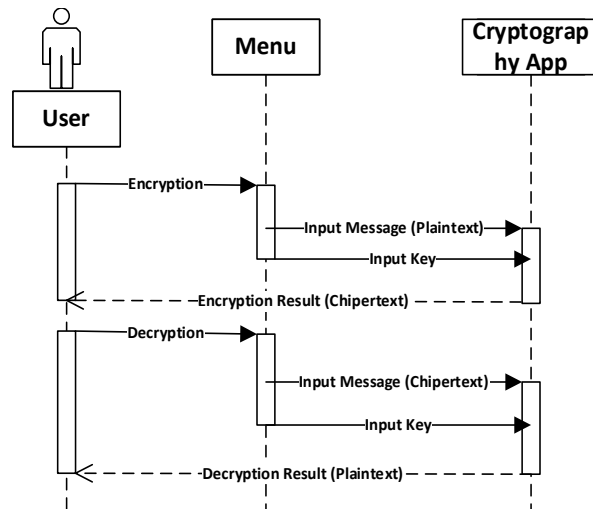 User
Menu
Cryptograp
hy App
Encryption
Input Message (Plaintext)
Input Key
Encryption Result (Chipertext)
Decryption
Input Message (Chipertext)
Input Key
Decryption Result (Plaintext)